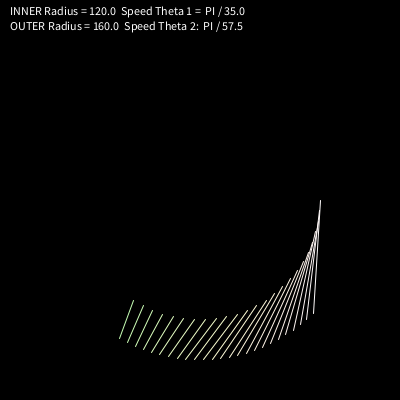 INNER Radius = 120.0  Speed Theta 1 =  PI / 35.0
OUTER Radius = 160.0  Speed Theta 2:  PI / 57.5